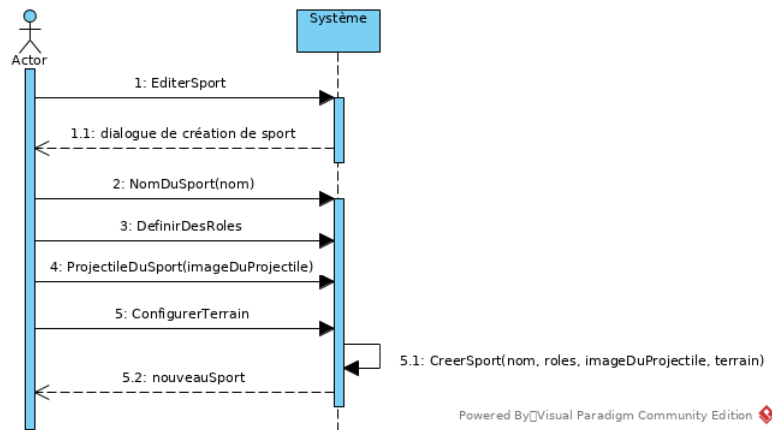 Système
Actor
1: EditerSport
1.1: dialogue de création de sport
2: NomDuSport(nom)
3: DefinirDesRoles
4: ProjectileDuSport(imageDuProjectile)
5: ConfigurerTerrain
5.1: CreerSport(nom, roles, imageDuProjectile, terrain)
5.2: nouveauSport
Powered By▯Visual Paradigm Community Edition